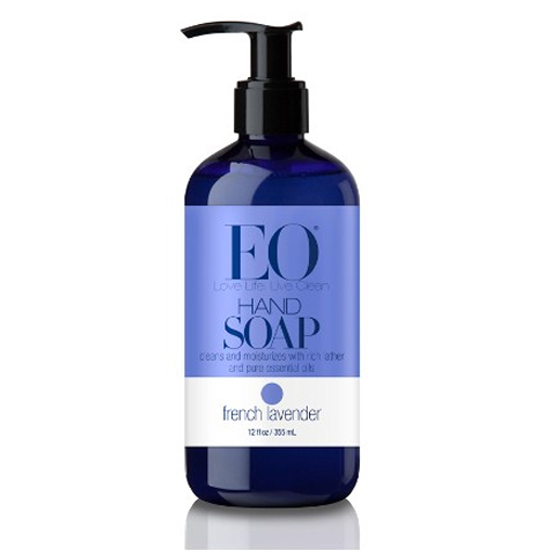 EO®
Love Life. Live Clean
HAND
SOAP
cleans and moisturizes with rich lather
and pure essential oils
french lavender
12 fl oz / 355 mL